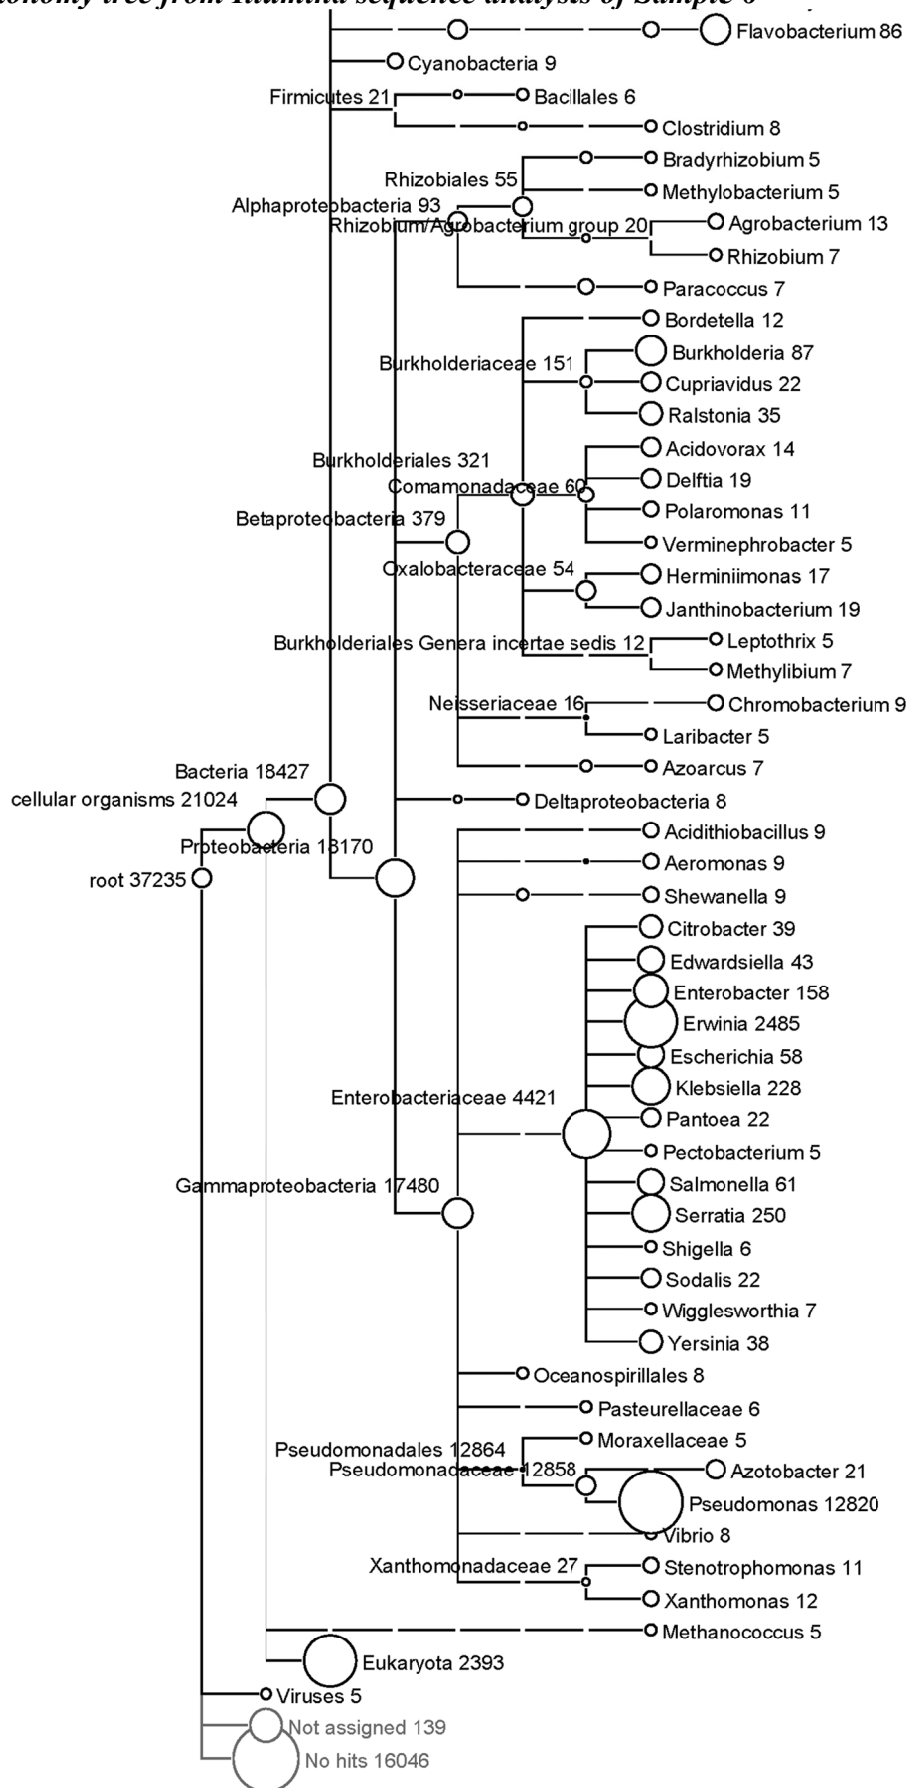 Flavobacterium 86
Cyanobacteria 9
Firmicutes 21
Bacillales 6
Clostridium 8
Bradyrhizobium 5
Rhizobiales 55
Methylobacterium 5
Alphaproteobacteria 93
Rhizobium/Agrobacterium group 20
Agrobacterium 13
Rhizobium 7
Paracoccus 7
Bordetella 12
Burkholderia 87
Burkholderiaceae 151
Cupriavidus 22
Ralstonia 35
Acidovorax 14
Burkholderiales 321
Delftia 19
Comamonadaceae 60
Polaromonas 11
Betaproteobacteria 379
Verminephrobacter 5
Oxalobacteraceae 54
Herminiimonas 17
Janthinobacterium 19
Leptothrix 5
Burkholderiales Genera incertae sedis 12
Methylibium 7
Neisseriaceae 16
Chromobacterium 9
Laribacter 5
Azoarcus 7
Bacteria 18427
cellular organisms 21024
Deltaproteobacteria 8
Acidithiobacillus 9
Proteobacteria 18170
Aeromonas 9
root 37235
Shewanella 9
Citrobacter 39
Edwardsiella 43
Enterobacter 158
Erwinia 2485
Escherichia 58
Klebsiella 228
Enterobacteriaceae 4421
Pantoea 22
Pectobacterium 5
Gammaproteobacteria 17480
Salmonella 61
Serratia 250
Shigella 6
Sodalis 22
Wigglesworthia 7
Yersinia 38
Oceanospirillales 8
Pasteurellaceae 6
Moraxellaceae 5
Pseudomonadales 12864
Pseudomonadaceae 12858
Azotobacter 21
Pseudomonas 12820
Vibrio 8
Xanthomonadaceae 27
Stenotrophomonas 11
Xanthomonas 12
Methanococcus 5
Eukaryota 2393
Viruses 5
Not assigned 139
No hits 16046